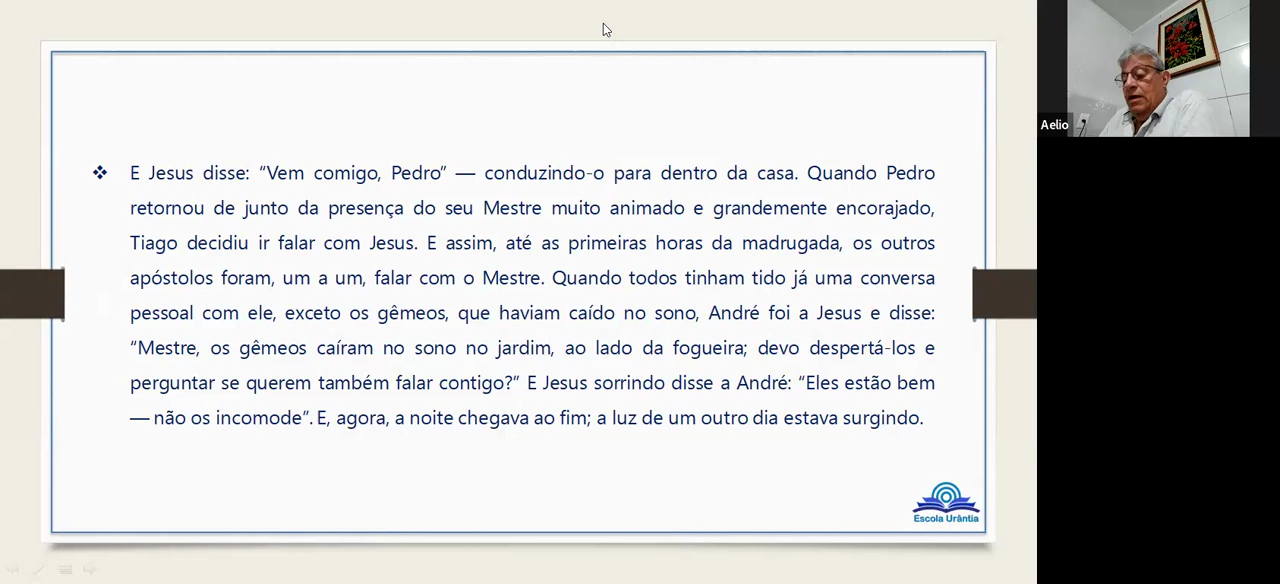 E Jesus disse: “Vem comigo, Pedro” — conduzindo-o para dentro da casa. Quando Pedro
retornou de junto da presença do seu Mestre muito animado e grandemente encorajado,
Tiago decidiu ir falar com Jesus. E assim, até as primeiras horas da madrugada, os outros
apóstolos foram, um a um, falar com o Mestre. Quando todos tinham tido já uma conversa
pessoal com ele, exceto os gêmeos, que haviam caído no sono, André foi a Jesus e disse:
“Mestre, os gêmeos caíram no sono no jardim, ao lado da fogueira; devo despertá-los e
perguntar se querem também falar contigo?” E Jesus sorrindo disse a André: “Eles estão bem
— não os incomode”. E, agora, a noite chegava ao fim; a luz de um outro dia estava surgindo.
Escola Urântia
Aelio